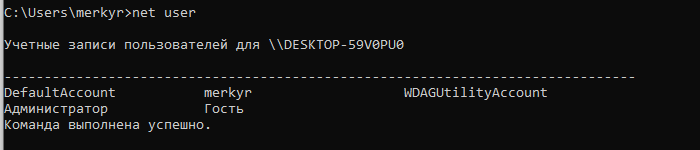 C:\Users\merkyr>net user
Учетные записи пользователей для \\DESKTOP-59V0PU0
-------------------------------------------------------------------------------
DefaultAccount merkyr WDAGUtilityAccount
Администратор Гость
Команда выполнена успешно.